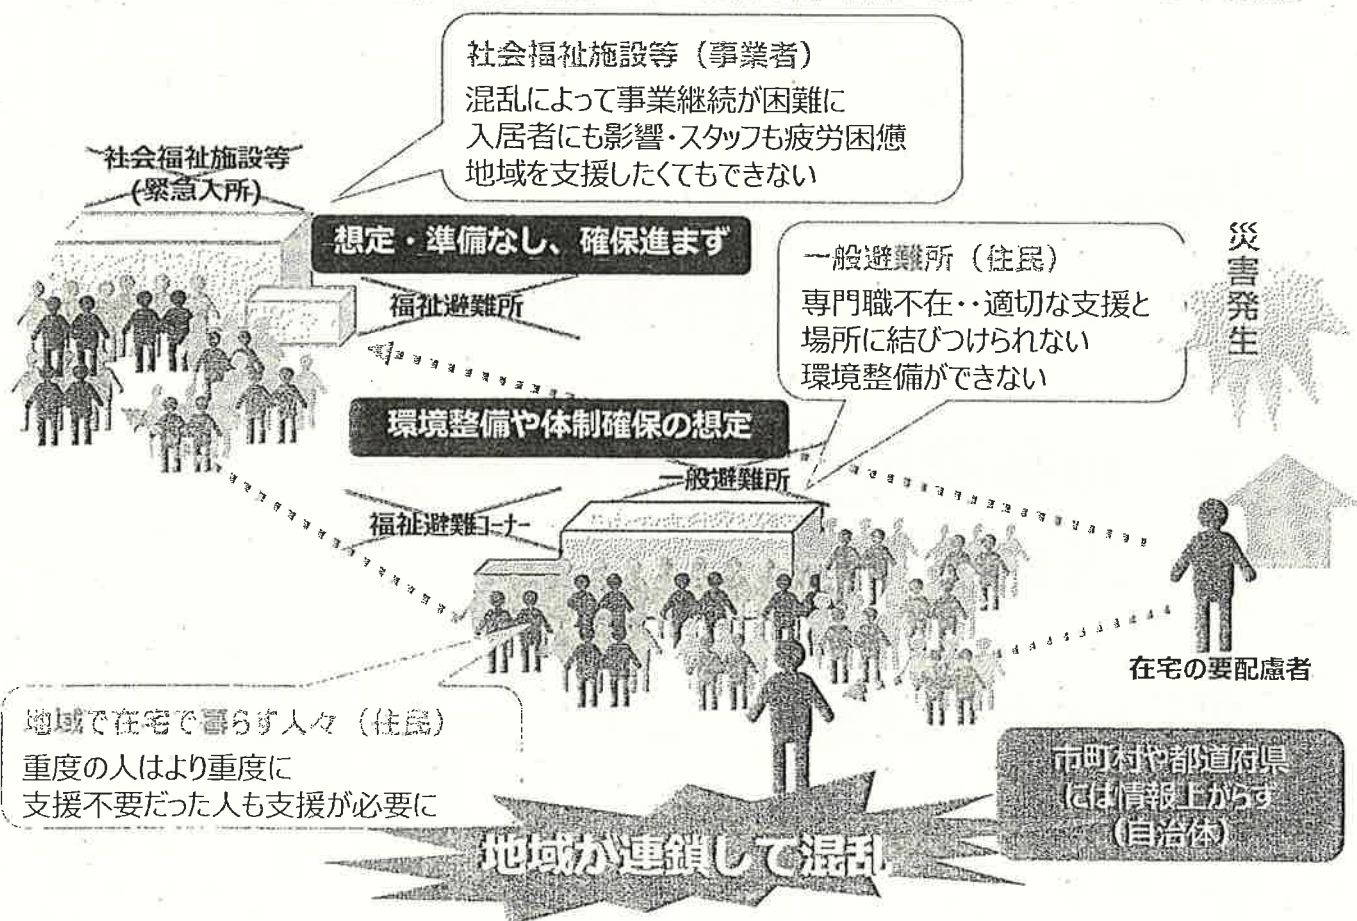 社会福祉施設等（事業者）
混乱によって事業継続が困難に
入居者にも影響・スタッフも疲労困憊
地域を支援したくてもできない
社会福祉施設等
(緊急入所)
想定・準備なし、確保進まず
福祉避難所
一般避難所（住民）
専門職不在・・適切な支援と
場所に結びつけられない
環境整備ができない
災害発生
環境整備や体制確保の想定
一般避難所
福祉避難コーナー
在宅の要配慮者
地域で在宅で暮らす人々（住民）
重度の人はより重度に
支援不要だった人も支援が必要に
市町村や都道府県
には情報上がらず
(自治体)
地域が連鎖して混乱